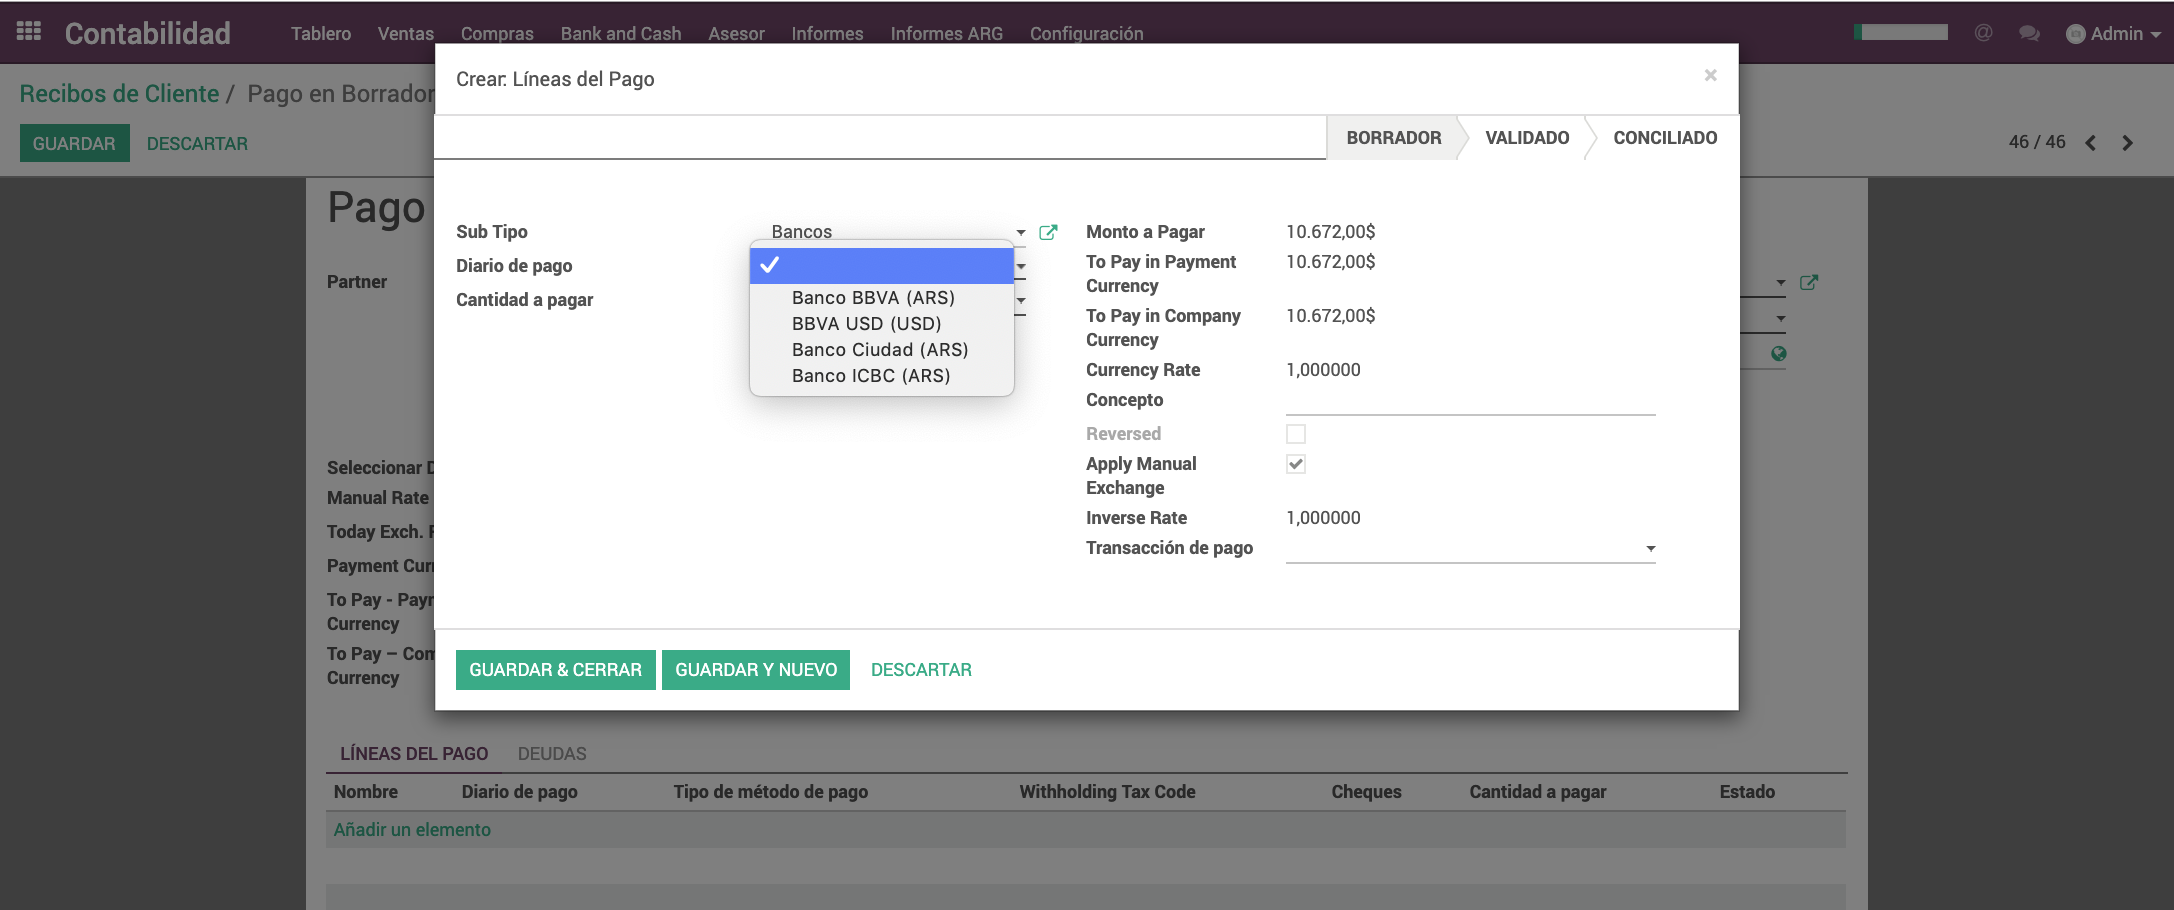 Contabilidad Tablero Ventas Compras Bank and Cash Asesor Informes Informes ARG Configuración @ Admin
Recibos de Cliente / Pago en Borrador
GUARDAR DESCARTAR
46 / 46
Crear: Líneas del Pago ×
BORRADOR VALIDADO CONCILIADO
Sub Tipo Bancos
Diario de pago
Banco BBVA (ARS)
BBVA USD (USD)
Banco Ciudad (ARS)
Banco ICBC (ARS)
Cantidad a pagar
Monto a Pagar 10.672,00$
To Pay in Payment 10.672,00$
Currency
To Pay in Company 10.672,00$
Currency
Currency Rate 1,000000
Concepto
Reversed
Apply Manual
Exchange
Inverse Rate 1,000000
Transacción de pago
GUARDAR & CERRAR GUARDAR Y NUEVO DESCARTAR
Pago
Partner
Seleccionar
Manual Rate
Today Exch.
Payment
To Pay -
Currency
To Pay –
Currency
LÍNEAS DEL PAGO DEUDAS
Nombre Diario de pago Tipo de método de pago Withholding Tax Code Cheques Cantidad a pagar Estado
Añadir un elemento